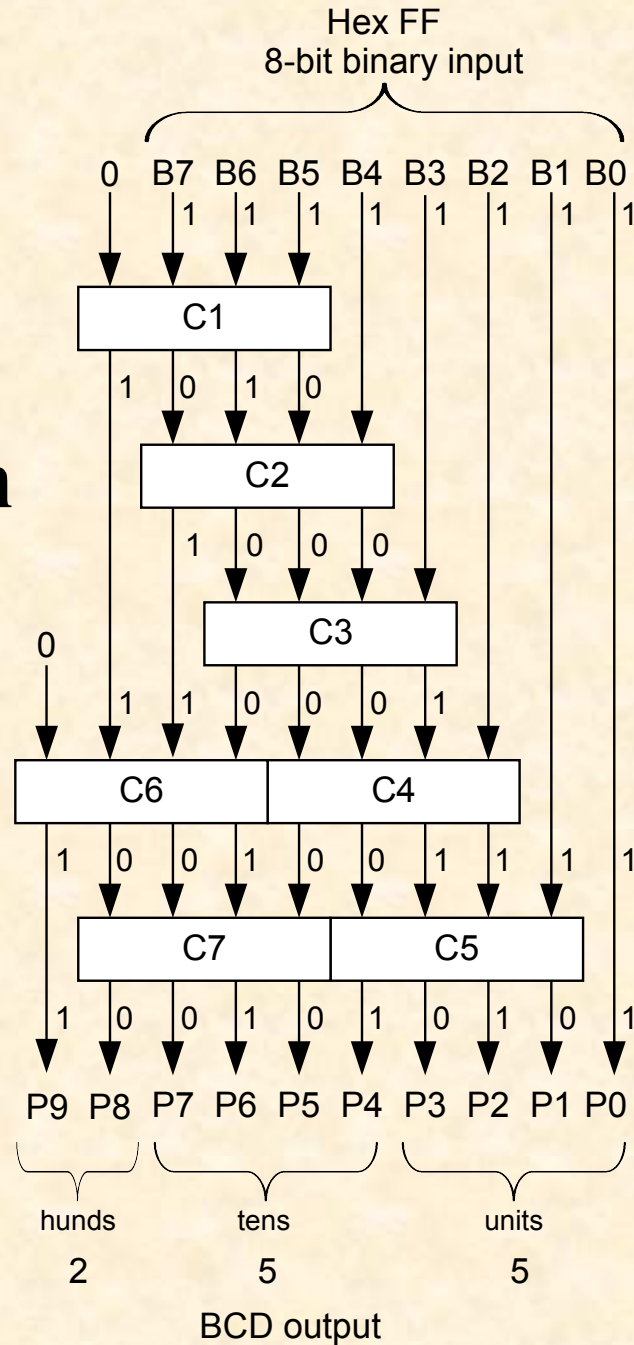 Hex FF
8-bit binary input
0 B7 B6 B5 B4 B3 B2 B1 B0
1 1 1 1 1 1 1 1
C1
1 0 1 0
C2
n
1 0 0 0
C3
0
1 1 0 0 0 1
C6 C4
1 0 0 1 0 0 1 1 1 1
C7 C5
1 0 0 1 0 1 0 1 0 1
P9 P8 P7 P6 P5 P4 P3 P2 P1 P0
hunds tens units
2 5 5
BCD output